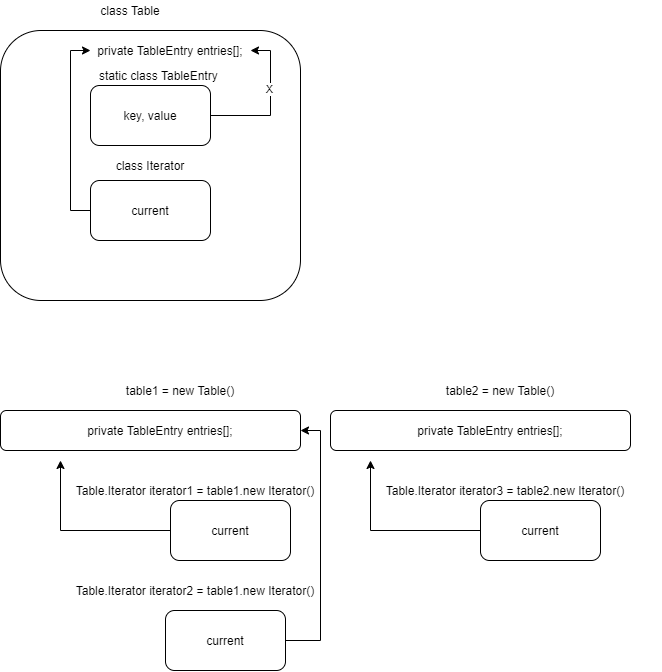 class Table
private TableEntry entries[];
static class TableEntry
X
key, value
class Iterator
current
table1 = new Table()
table2 = new Table()
private TableEntry entries[];
private TableEntry entries[];
Table.Iterator iterator1 = table1.new Iterator()
Table.Iterator iterator3 = table2.new Iterator()
current
current
Table.Iterator iterator2 = table1.new Iterator()
current